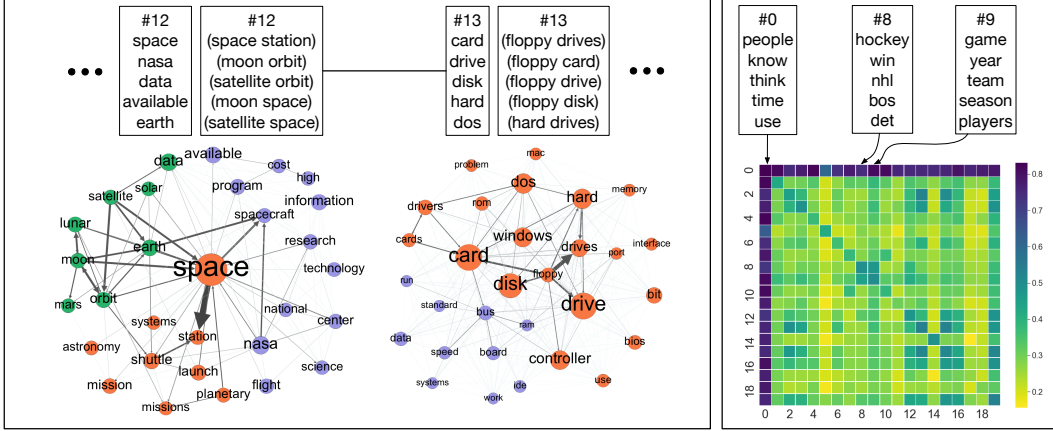 #12
space
nasa
data
available
earth
#12
(space station)
(moon orbit)
(satellite orbit)
(moon space)
(satellite space)
#13
card
drive
disk
hard
dos
#13
(floppy drives)
(floppy card)
(floppy drive)
(floppy disk)
(hard drives)
#0
people
know
think
time
use
#8
hockey
win
nhl
bos
det
#9
game
year
team
season
players
data
available
cost
high
satellite
solar
program
information
spacecraft
lunar
earth
research
moon
space
technology
mars
orbit
national
center
systems
station
nasa
astronomy
shuttle
launch
science
mission
planetary
flight
missions
mac
problem
dos
hard
memory
drivers
rom
cards
windows
drives
interface
card
port
run
floppy
disk
standard
drive
bit
bus
ram
data
bios
speed
board
controller
systems
ide
use
work
0
2
4
6
8
10
12
14
16
18
0
2
4
6
8
10
12
14
16
18
0.8
0.7
0.6
0.5
0.4
0.3
0.2